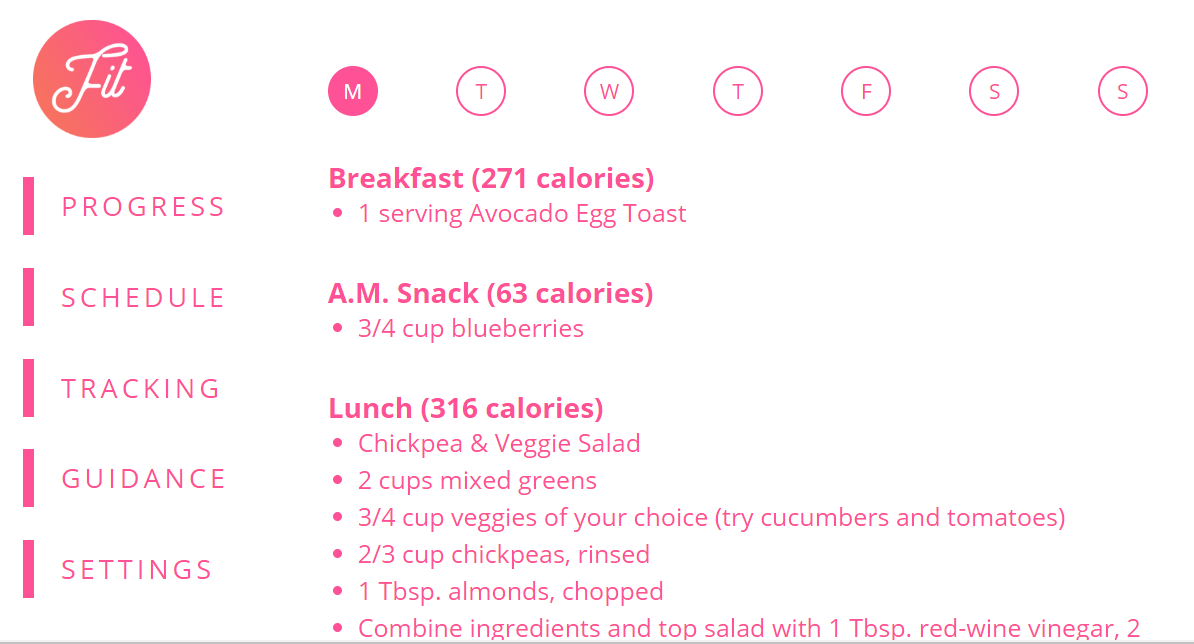 Fit
M T W T F S S
PROGRESS
SCHEDULE
TRACKING
GUIDANCE
SETTINGS
Breakfast (271 calories)
• 1 serving Avocado Egg Toast
A.M. Snack (63 calories)
• 3/4 cup blueberries
Lunch (316 calories)
• Chickpea & Veggie Salad
• 2 cups mixed greens
• 3/4 cup veggies of your choice (try cucumbers and tomatoes)
• 2/3 cup chickpeas, rinsed
• 1 Tbsp. almonds, chopped
• Combine ingredients and top salad with 1 Tbsp. red-wine vinegar, 2